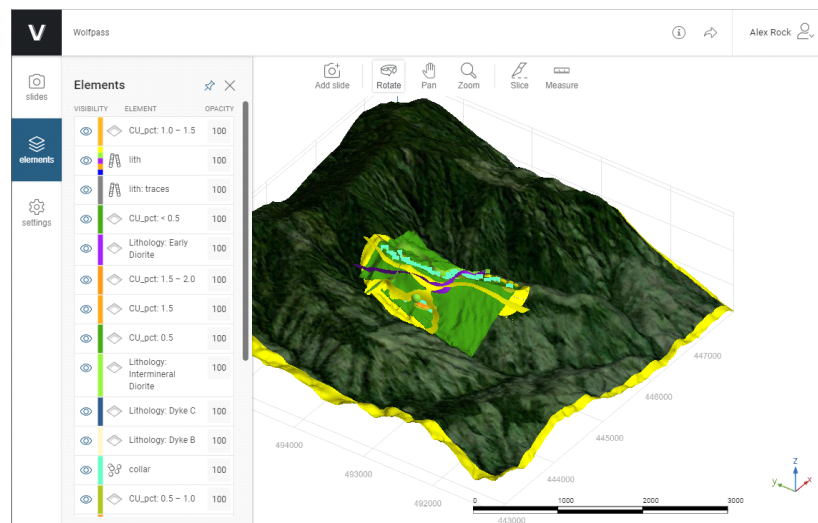 V
Wolfpass
Alex Rock
slides
elements
settings
Elements
VISIBILITY ELEMENT OPACITY
CU_pct: 1.0 – 1.5 100
lith 100
lith: traces 100
CU_pct: < 0.5 100
Lithology: Early
Diorite 100
CU_pct: 1.5 – 2.0 100
CU_pct: 1.5 100
CU_pct: 0.5 100
Lithology:
Intermineral 100
Diorite
Lithology: Dyke C 100
Lithology: Dyke B 100
collar 100
CU_pct: 0.5 – 1.0 100
Add slide Rotate Pan Zoom Slice Measure
447000
446000
445000
444000
443000
494000
493000
492000
0 1000 2000 3000
z
y x